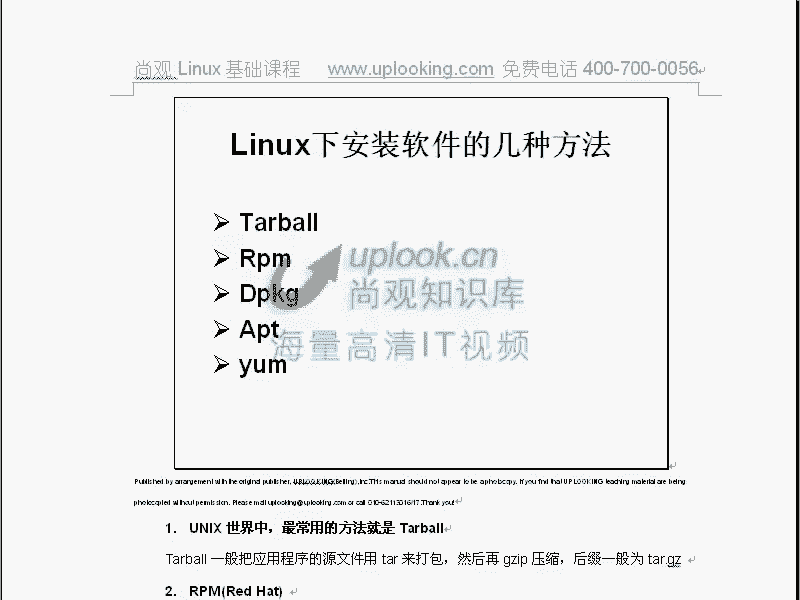 尚观 Linux 基础课程 www.uplooking.com 免费电话 400-700-0056
Linux下安装软件的几种方法
Tarball
Rpm
Dpkg
Apt
yum
uplook.cn
尚观知识库
海量高清IT视频
Published by arrangement with the original publisher, UPLOOKING(Beijing),Inc.This manual should not appear to be a photocopy. If you find that UPLOOKING teaching material are being
photocopied without permission. Please mail uplooking@uplooking.com or call 010-62113616/17.Thank you!
1. UNIX 世界中，最常用的方法就是 Tarball
Tarball 一般把应用程序的源文件用 tar 来打包，然后再 gzip 压缩，后缀一般为 tar.gz
2. RPM(Red Hat)